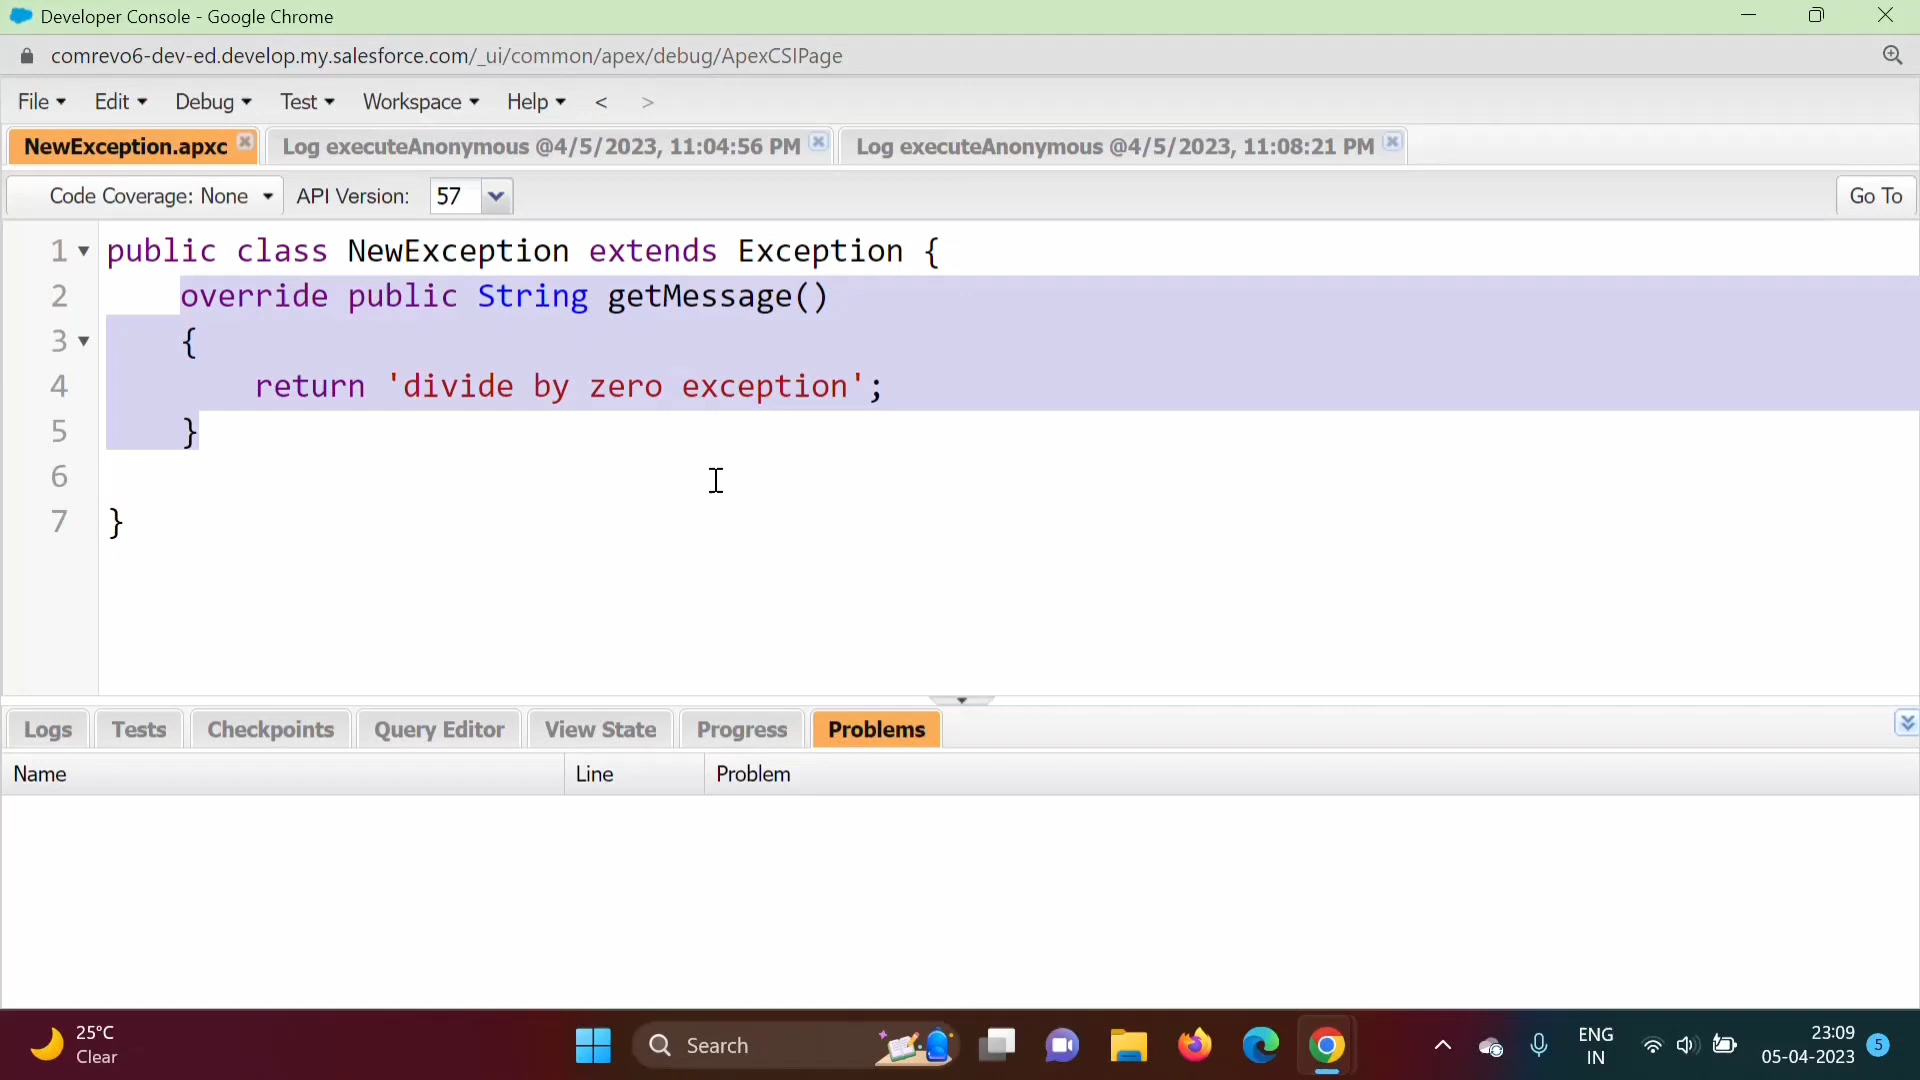 Developer Console - Google Chrome
comrevo6-dev-ed.develop.my.salesforce.com/_ui/common/apex/debug/ApexCSIPage
File Edit Debug Test Workspace Help < >
NewException.apxc Log executeAnonymous @4/5/2023, 11:04:56 PM Log executeAnonymous @4/5/2023, 11:08:21 PM
Code Coverage: None API Version: 57 Go To
1 public class NewException extends Exception {
2 override public String getMessage()
3 {
4 return 'divide by zero exception';
5 }
6
7 }
Logs Tests Checkpoints Query Editor View State Progress Problems
Name Line Problem
25°C
Clear
Search
ENG
IN
23:09
05-04-2023
5